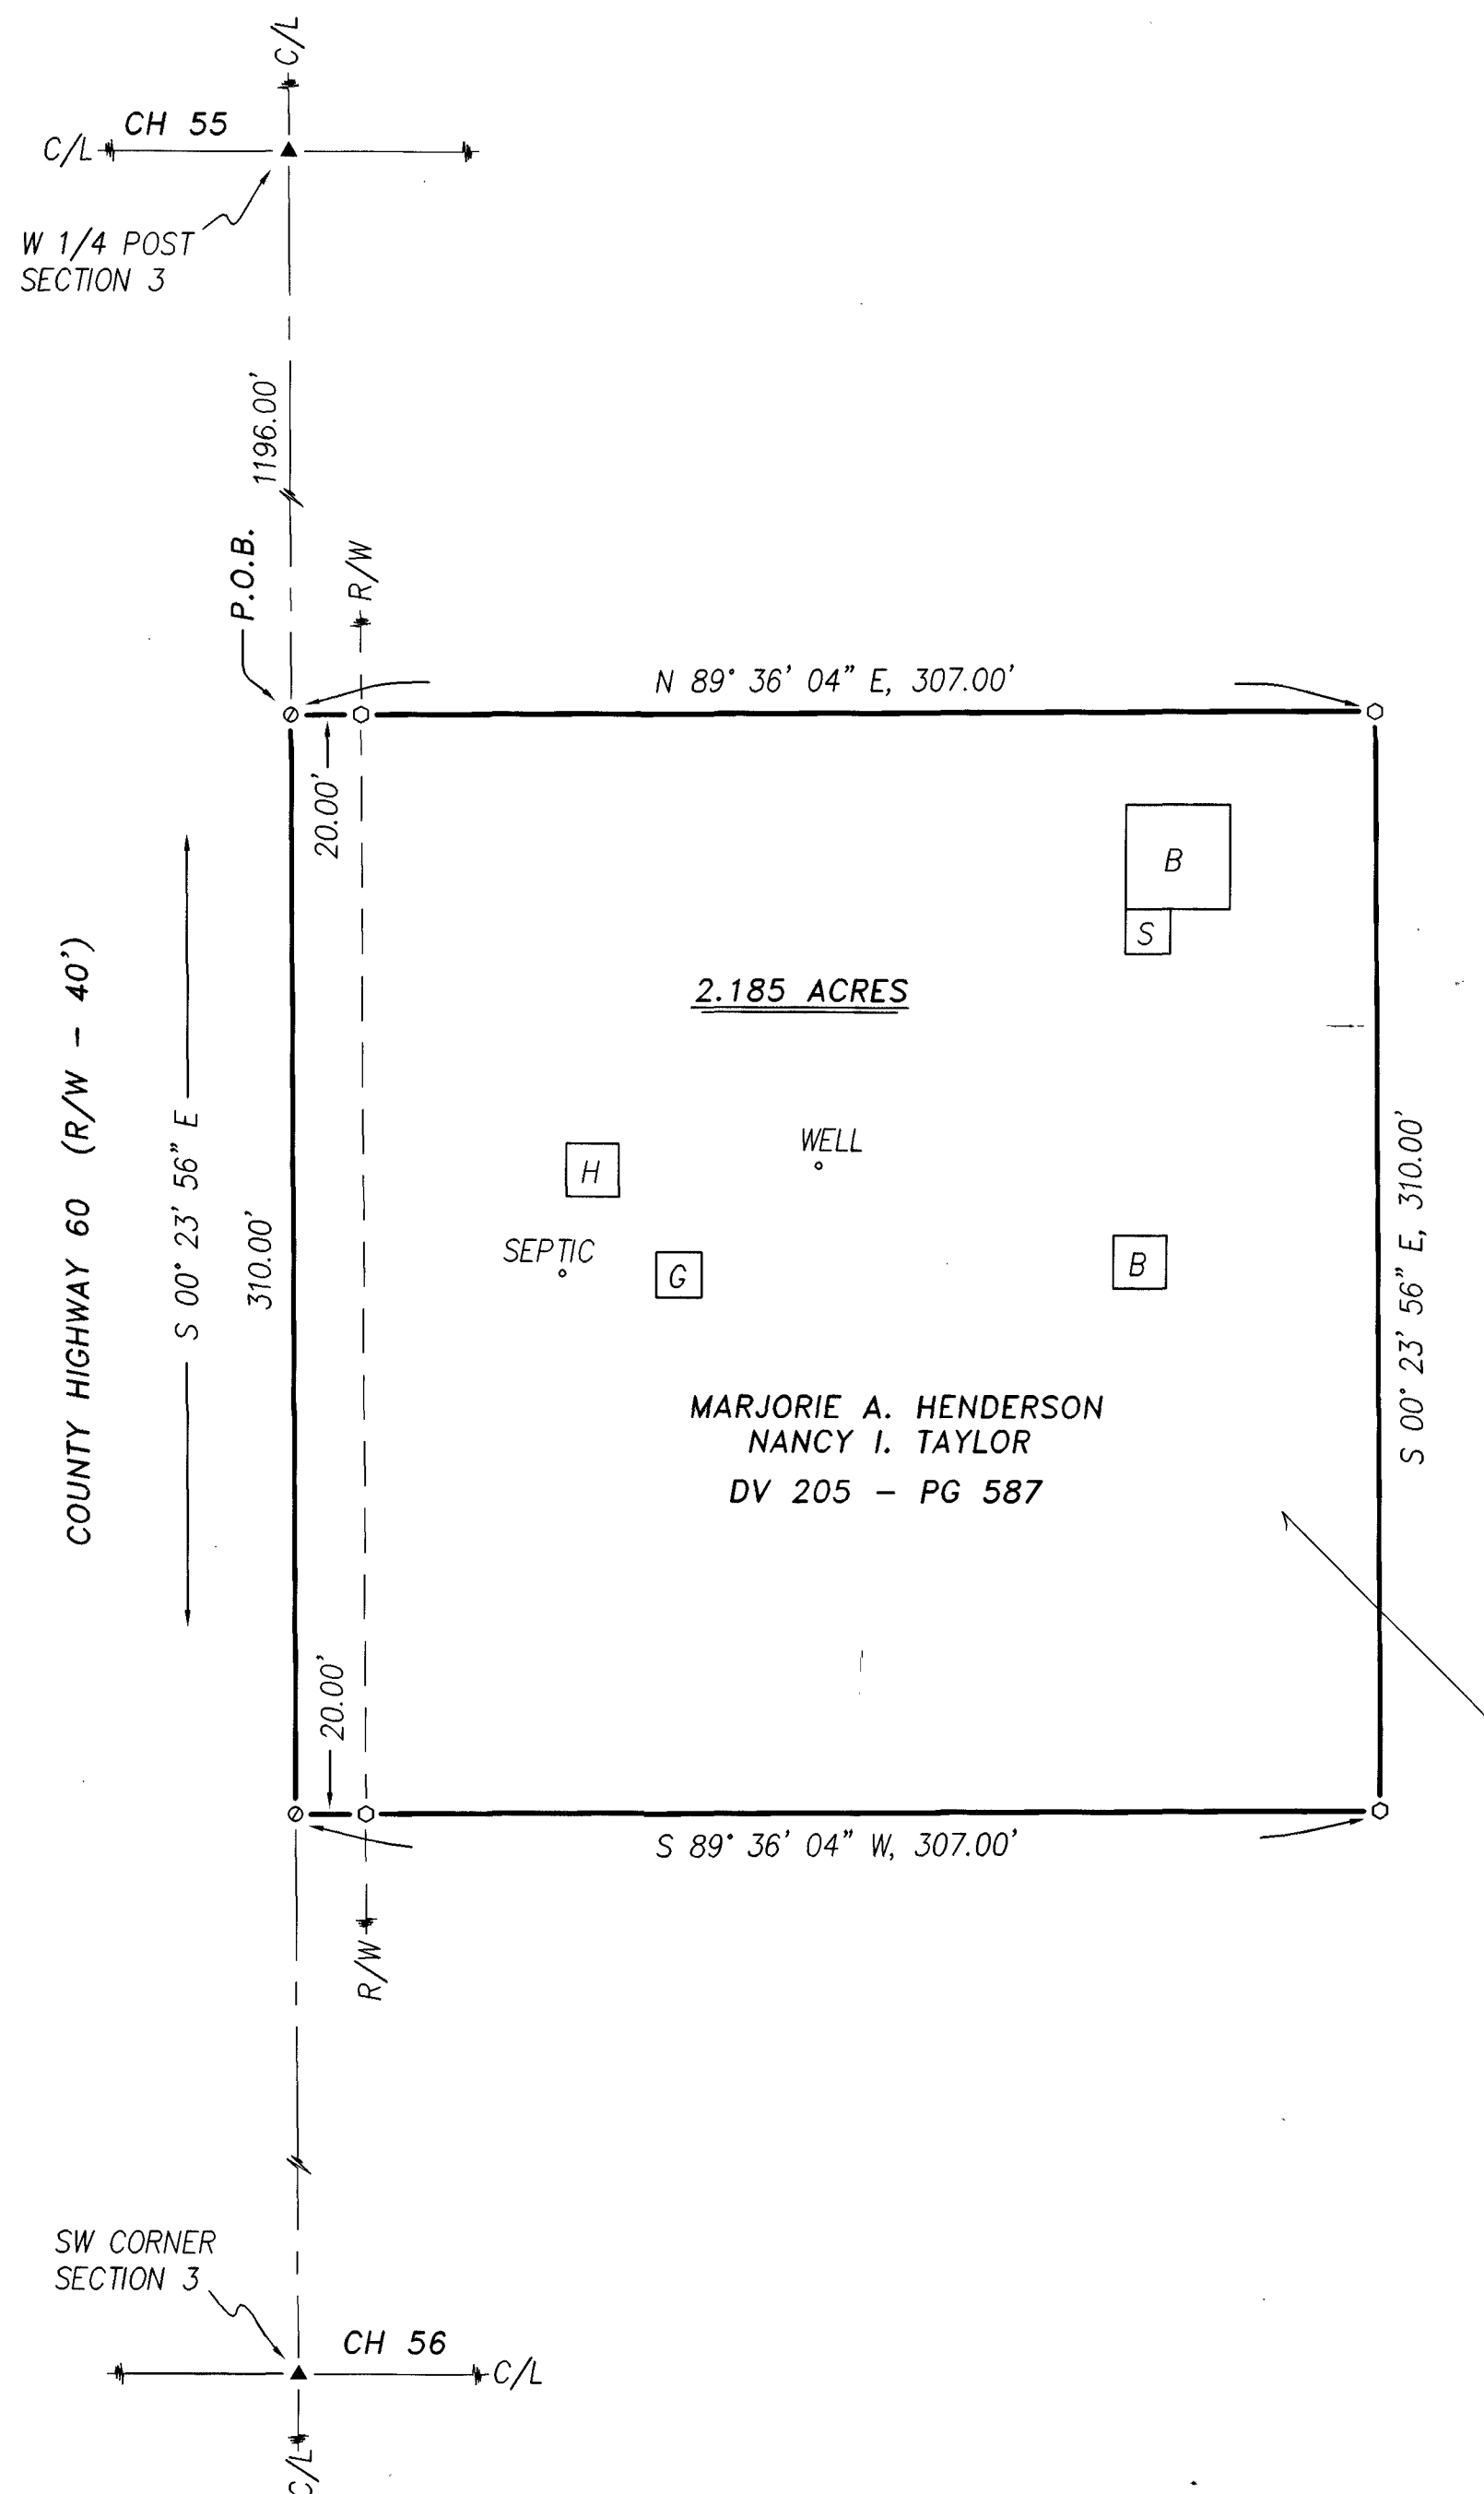 C/L
CH 55
C/L
W 1/4 POST
SECTION 3
1196.00'
P.O.B.
R/W
N 89° 36' 04" E, 307.00'
20.00'
B
S
2.185 ACRES
COUNTY HIGHWAY 60 (R/W - 40')
S 00° 23' 56" E
310.00'
WELL
H
SEPTIC
G
B
S 00° 23' 56" E, 310.00'
MARJORIE A. HENDERSON
NANCY I. TAYLOR
DV 205 - PG 587
20.00'
S 89° 36' 04" W, 307.00'
R/W
SW CORNER
SECTION 3
CH 56
C/L
C/L